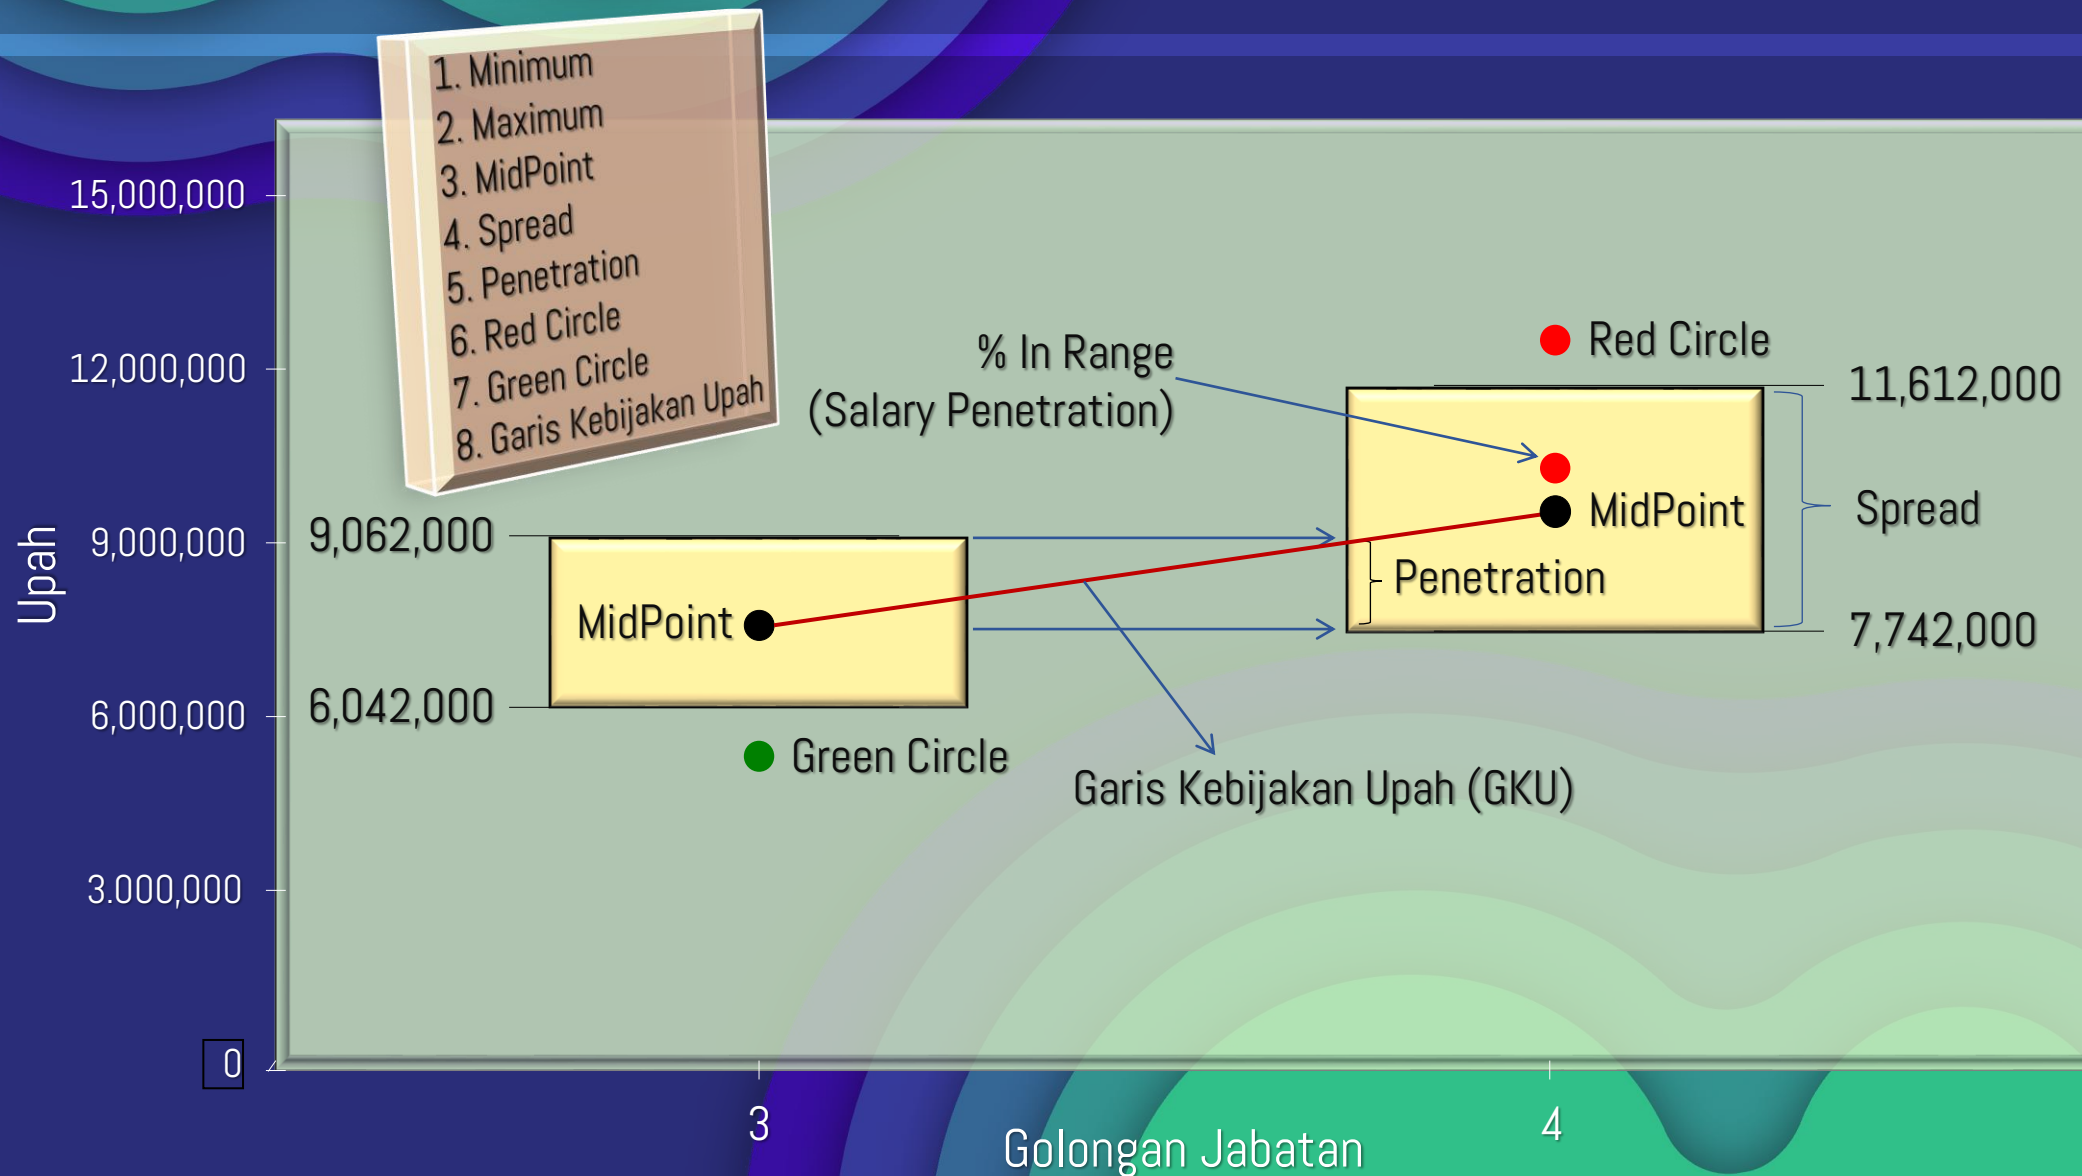 1. Minimum
2. Maximum
3. MidPoint
4. Spread
5. Penetration
6. Red Circle
7. Green Circle
8. Garis Kebijakan Upah
Upah
15,000,000
12,000,000
9,000,000
6,000,000
3.000,000
0
% In Range
(Salary Penetration)
Red Circle
11,612,000
MidPoint
Spread
Penetration
7,742,000
9,062,000
MidPoint
6,042,000
Green Circle
Garis Kebijakan Upah (GKU)
3
4
Golongan Jabatan